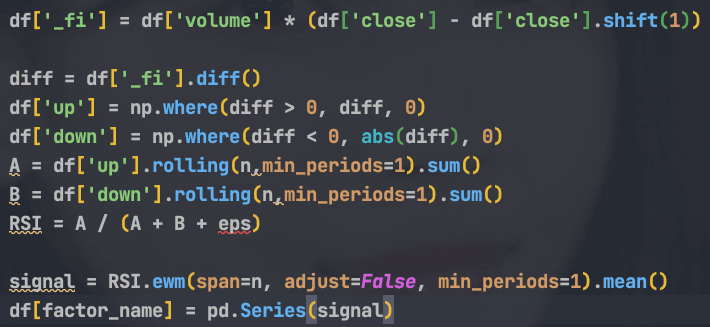 df['_fi'] = df['volume'] * (df['close'] - df['close'].shift(1))
diff = df['_fi'].diff()
df['up'] = np.where(diff > 0, diff, 0)
df['down'] = np.where(diff < 0, abs(diff), 0)
A = df['up'].rolling(n,min_periods=1).sum()
B = df['down'].rolling(n,min_periods=1).sum()
RSI = A / (A + B + eps)
signal = RSI.ewm(span=n, adjust=False, min_periods=1).mean()
df[factor_name] = pd.Series(signal)